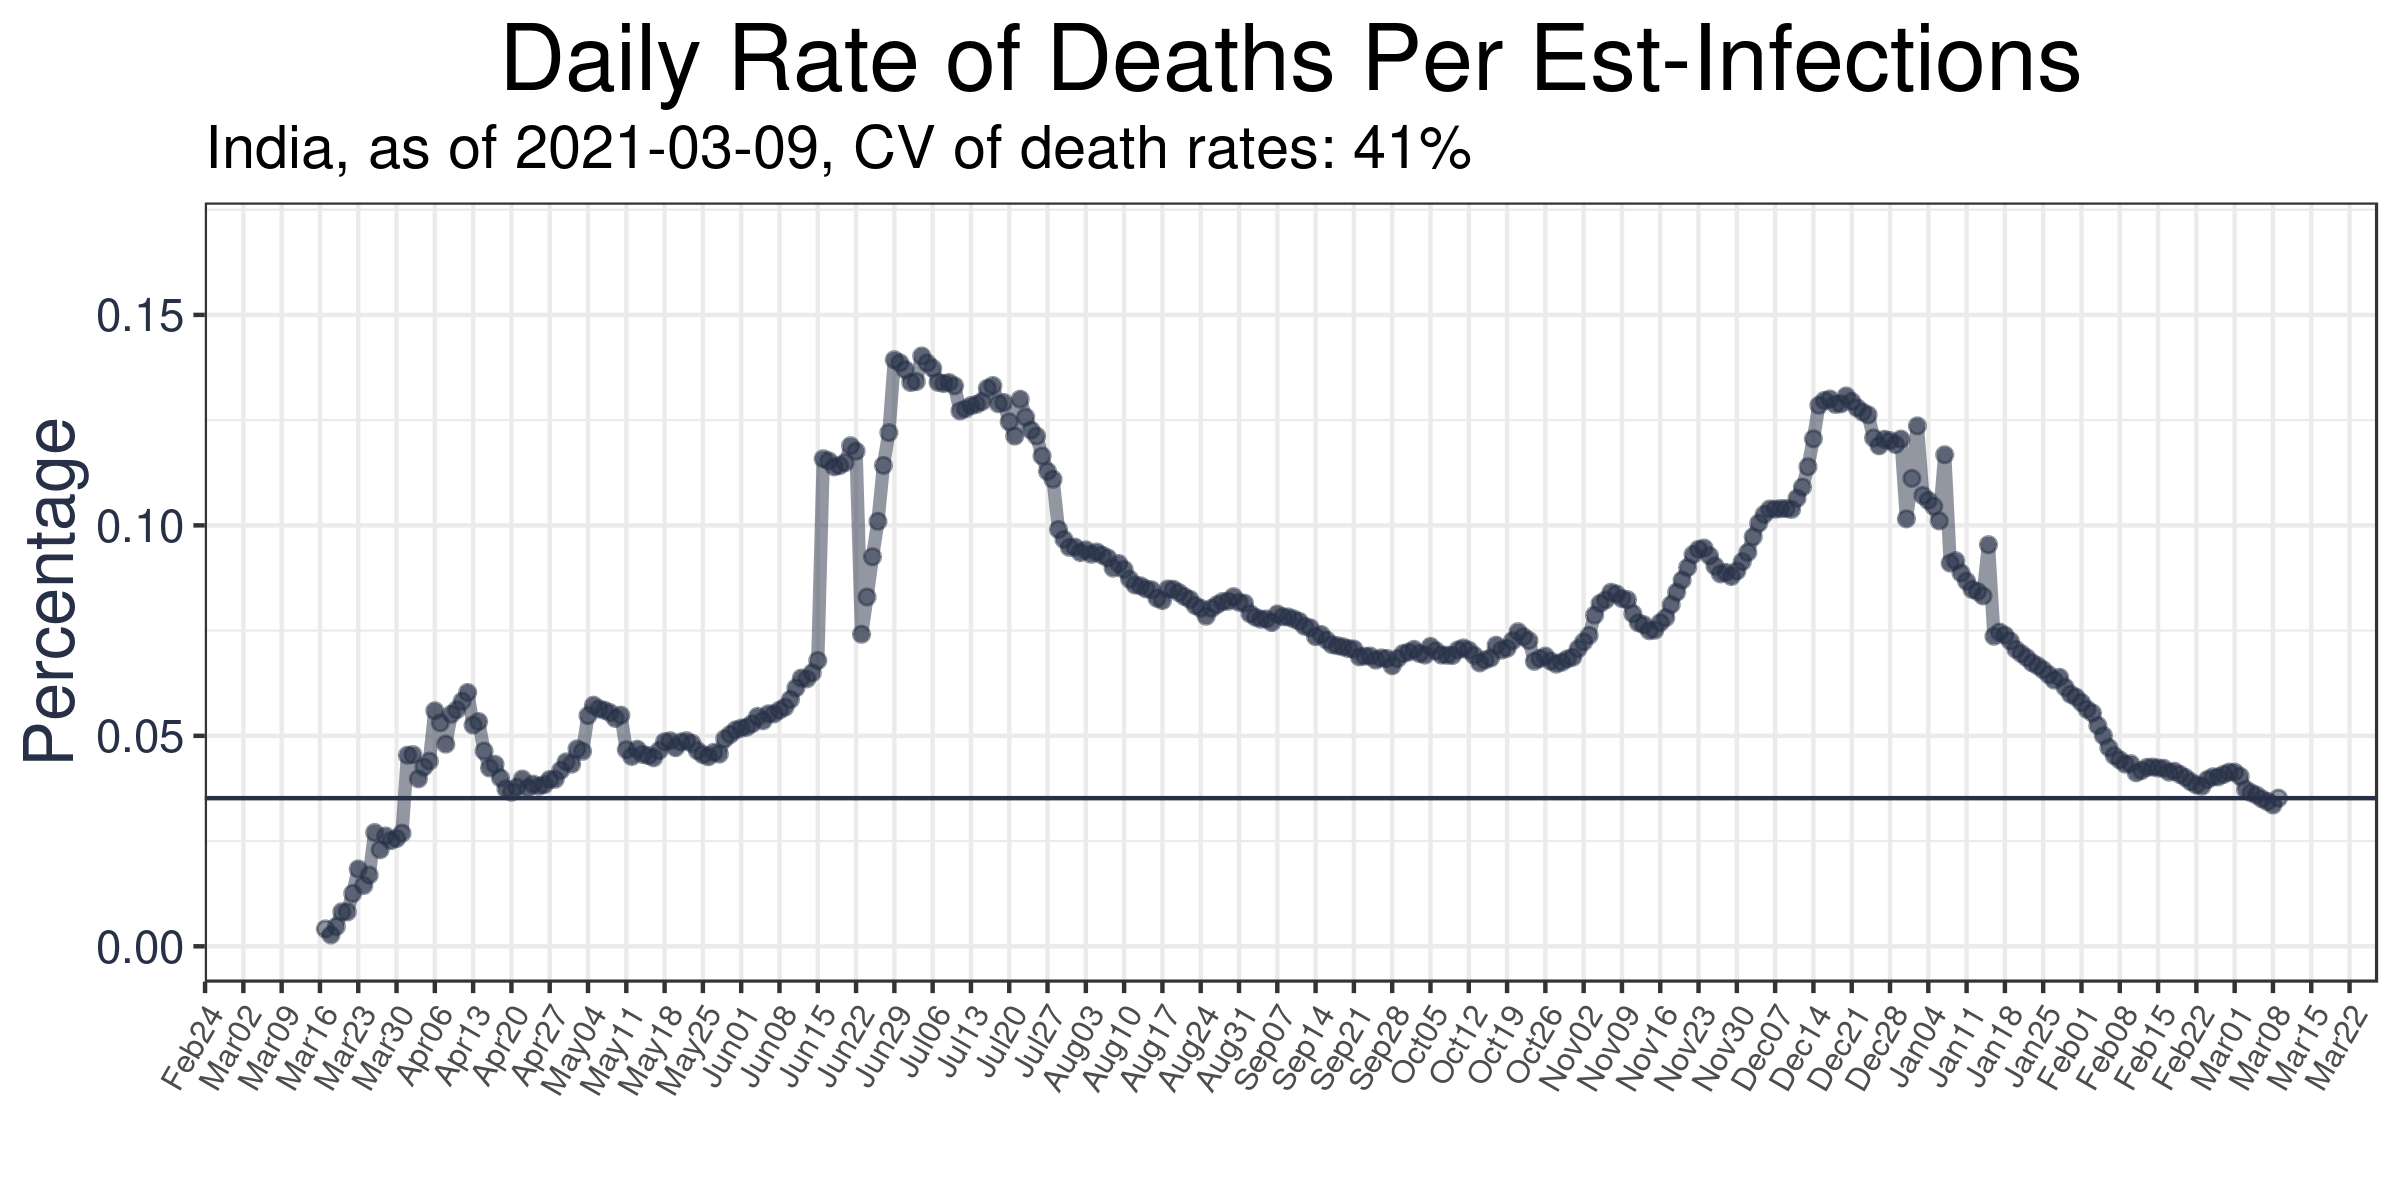 Daily Rate of Deaths Per Est-Infections
India, as of 2021-03-09, CV of death rates: 41%
Percentage
0.15
0.10
0.05
0.00
Feb24
Mar02
Mar09
Mar16
Mar23
Mar30
Apr06
Apr13
Apr20
Apr27
May04
May11
May18
May25
Jun01
Jun08
Jun15
Jun22
Jun29
Jul06
Jul13
Jul20
Jul27
Aug03
Aug10
Aug17
Aug24
Aug31
Sep07
Sep14
Sep21
Sep28
Oct05
Oct12
Oct19
Oct26
Nov02
Nov09
Nov16
Nov23
Nov30
Dec07
Dec14
Dec21
Dec28
Jan04
Jan11
Jan18
Jan25
Feb01
Feb08
Feb15
Feb22
Mar01
Mar08
Mar15
Mar22